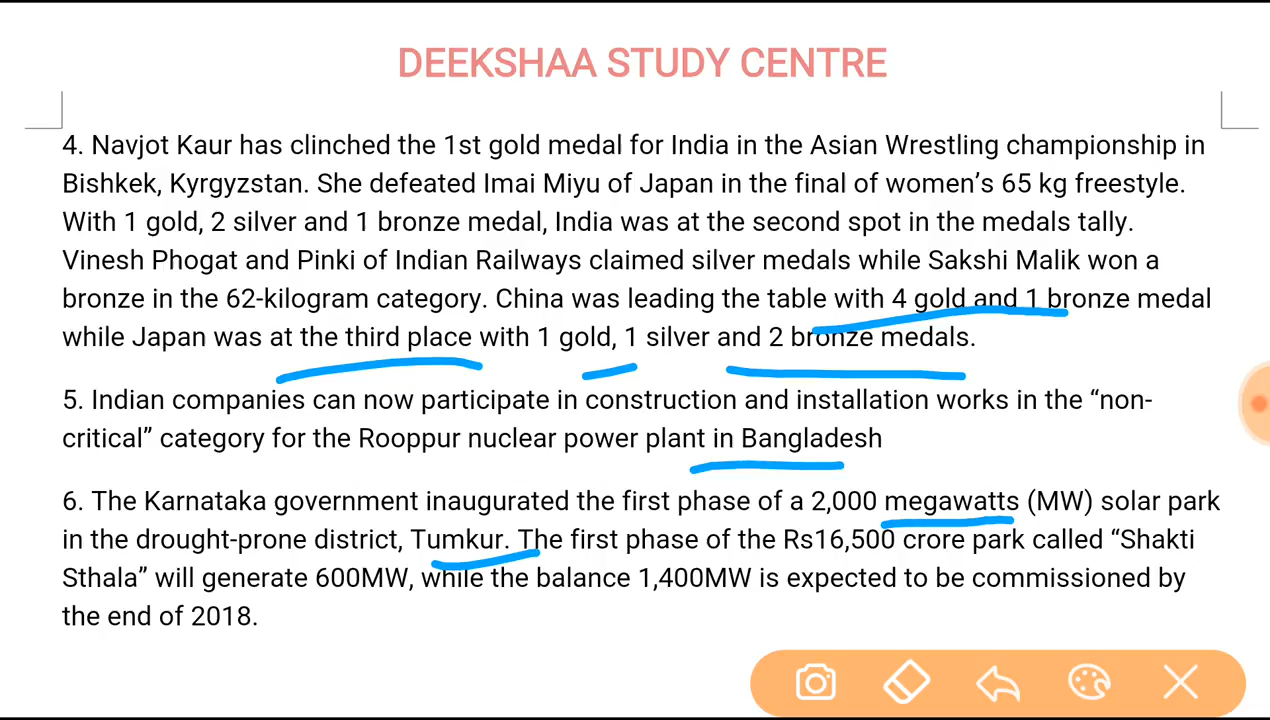 DEEKSHAA STUDY CENTRE
4. Navjot Kaur has clinched the 1st gold medal for India in the Asian Wrestling championship in
Bishkek, Kyrgyzstan. She defeated Imai Miyu of Japan in the final of women’s 65 kg freestyle.
With 1 gold, 2 silver and 1 bronze medal, India was at the second spot in the medals tally.
Vinesh Phogat and Pinki of Indian Railways claimed silver medals while Sakshi Malik won a
bronze in the 62-kilogram category. China was leading the table with 4 gold and 1 bronze medal
while Japan was at the third place with 1 gold, 1 silver and 2 bronze medals.
5. Indian companies can now participate in construction and installation works in the “non-
critical” category for the Rooppur nuclear power plant in Bangladesh
6. The Karnataka government inaugurated the first phase of a 2,000 megawatts (MW) solar park
in the drought-prone district, Tumkur. The first phase of the Rs16,500 crore park called “Shakti
Sthala” will generate 600MW, while the balance 1,400MW is expected to be commissioned by
the end of 2018.